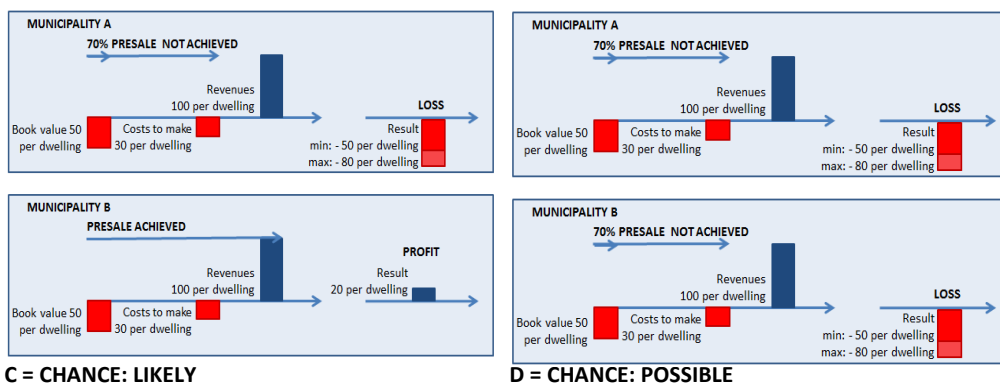 MUNICIPALITY A
70% PRESALE NOT ACHIEVED
Revenues
100 per dwelling
Book value 50
per dwelling
Costs to make
30 per dwelling
LOSS
Result
min: - 50 per dwelling
max: - 80 per dwelling
MUNICIPALITY B
PRESALE ACHIEVED
Revenues
100 per dwelling
Book value 50
per dwelling
Costs to make
30 per dwelling
PROFIT
Result
20 per dwelling
C = CHANCE: LIKELY
MUNICIPALITY A
70% PRESALE NOT ACHIEVED
Revenues
100 per dwelling
Book value 50
per dwelling
Costs to make
30 per dwelling
LOSS
Result
min: - 50 per dwelling
max: - 80 per dwelling
MUNICIPALITY B
70% PRESALE NOT ACHIEVED
Revenues
100 per dwelling
Book value 50
per dwelling
Costs to make
30 per dwelling
LOSS
Result
min: - 50 per dwelling
max: - 80 per dwelling
D = CHANCE: POSSIBLE